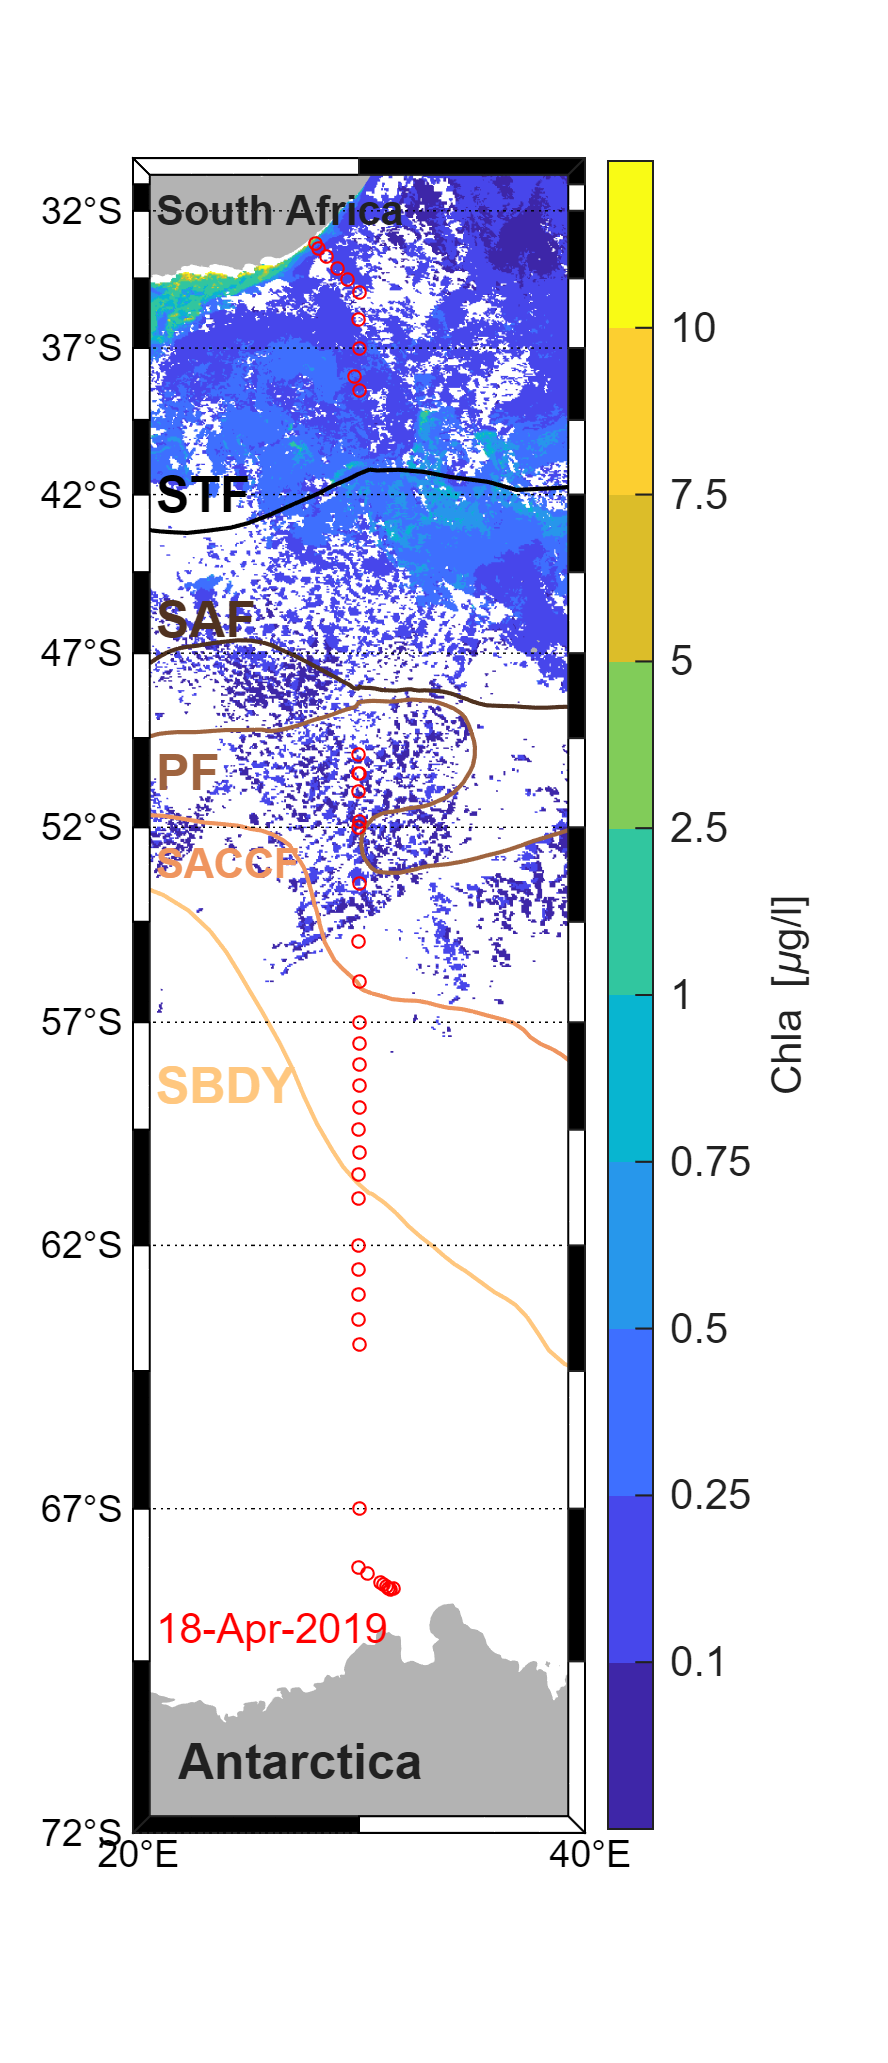 32°S
South Africa
37°S
10
42°S
STF
7.5
SAF
47°S
5
PF
52°S
2.5
SACCF
Chla [µg/l]
57°S
1
SBDY
0.75
62°S
0.5
67°S
0.25
18-Apr-2019
0.1
Antarctica
72°S
20°E
40°E